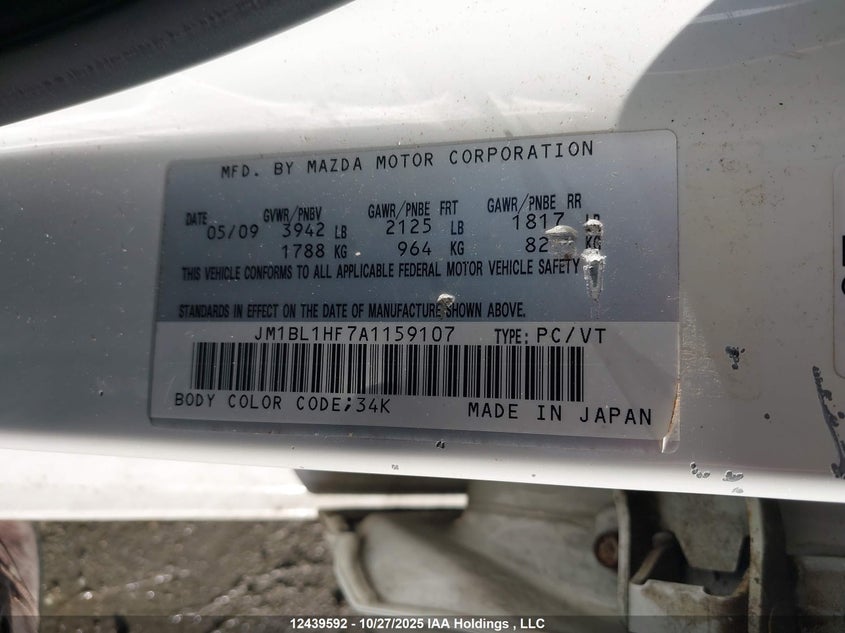 MFD. BY MAZDA MOTOR CORPORATION
DATE GVWR/PNBV GAWR/PNBE FRT GAWR/PNBE RR
05/09 3942 LB 2125 LB 1817 LB
1788 KG 964 KG KG
THIS VEHICLE CONFORMS TO ALL APPLICABLE FEDERAL MOTOR VEHICLE SAFETY
STANDARDS IN EFFECT ON THE DATE OF MANUFACTURE SHOWN ABOVE.
JM1BL1HF7A1159107 TYPE: PC/VT
BODY COLOR CODE;34K MADE IN JAPAN
12439592 - 10/27/2025 IAA Holdings , LLC